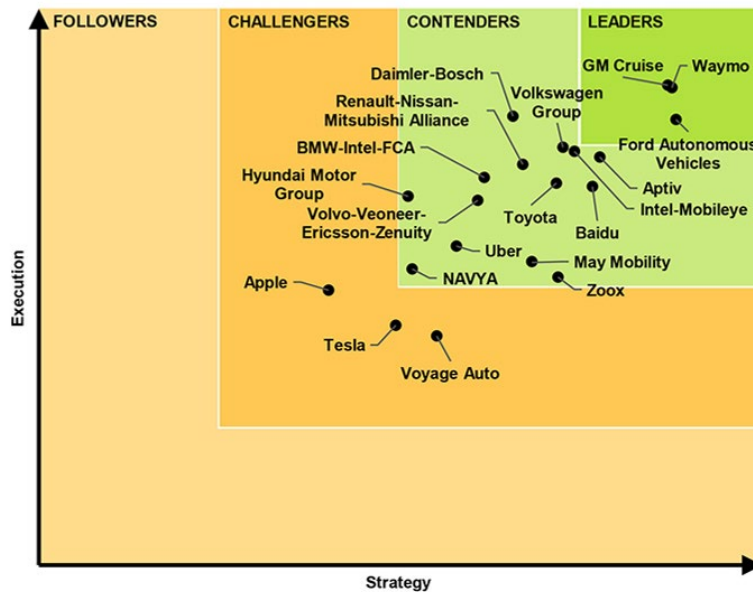 FOLLOWERS
CHALLENGERS
CONTENDERS
LEADERS
GM Cruise
Waymo
Daimler-Bosch
Volkswagen
Group
Renault-Nissan-
Mitsubishi Alliance
Ford Autonomous
Vehicles
BMW-Intel-FCA
Aptiv
Hyundai Motor
Group
Intel-Mobileye
Volvo-Veoneer-
Ericsson-Zenuity
Toyota
Baidu
Uber
May Mobility
NAVYA
Zoox
Apple
Tesla
Voyage Auto
Execution
Strategy